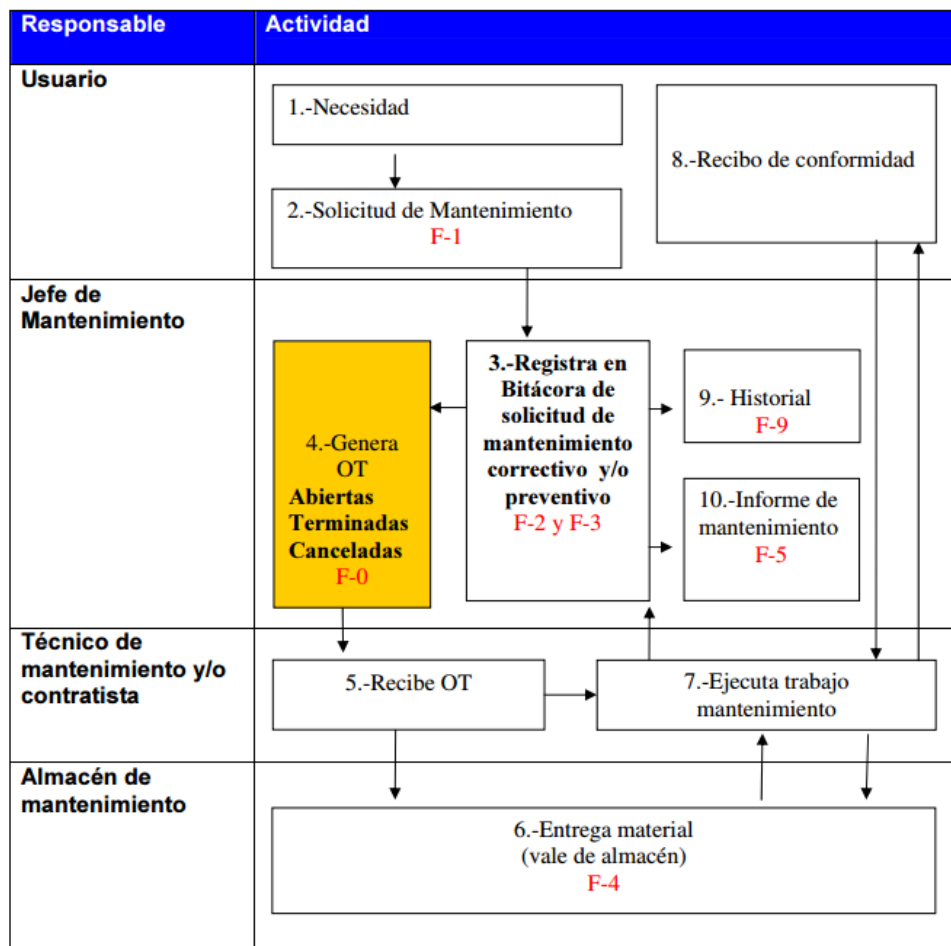 Responsable
Actividad
Usuario
1.-Necesidad
8.-Recibo de conformidad
2.-Solicitud de Mantenimiento
F-1
Jefe de
Mantenimiento
4.-Genera
OT
Abiertas
Terminadas
Canceladas
F-0
3.-Registra en
Bitácora de
solicitud de
mantenimiento
correctivo y/o
preventivo
F-2 y F-3
9.- Historial
F-9
10.-Informe de
mantenimiento
F-5
Técnico de
mantenimiento y/o
contratista
5.-Recibe OT
7.-Ejecuta trabajo
mantenimiento
Almacén de
mantenimiento
6.-Entrega material
(vale de almacén)
F-4